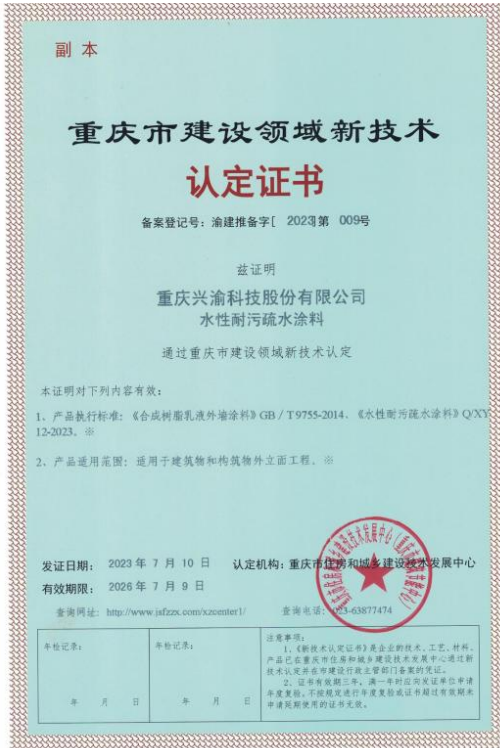 副 本
重庆市建设领域新技术
认定证书
备案登记号：渝建推备字[ 2023]第 009号
兹证明
重庆兴渝科技股份有限公司
水性耐污疏水涂料
通过重庆市建设领域新技术认定
本证明对下列内容有效：
1、产品执行标准：《合成树脂乳液外墙涂料》GB／T9755-2014、《水性耐污疏水涂料》Q/XY
12-2023。※
2、产品适用范围：适用于建筑物和构筑物外立面工程。※
发证日期： 2023 年 7 月 10 日 认定机构：重庆市住房和城乡建设技术发展中心
有效期限： 2026 年 7 月 9 日
查询网址：http://www.jsfzzx.com/xzcenter1/ 查询电话：023-63877474
年检记录：
年 月 日
年检记录：
年 月 日
注意事项：
1、《新技术认定证书》是企业的技术、工艺、材料、
产品已在重庆市住房和城乡建设技术发展中心通过新
技术认定并在市建设行政主管部门备案的凭证。
2、证书有效期三年，满一年时应向发证单位申请
年度复检，不按规定进行年度复检或证书超过有效期未
申请延期使用的证书无效。